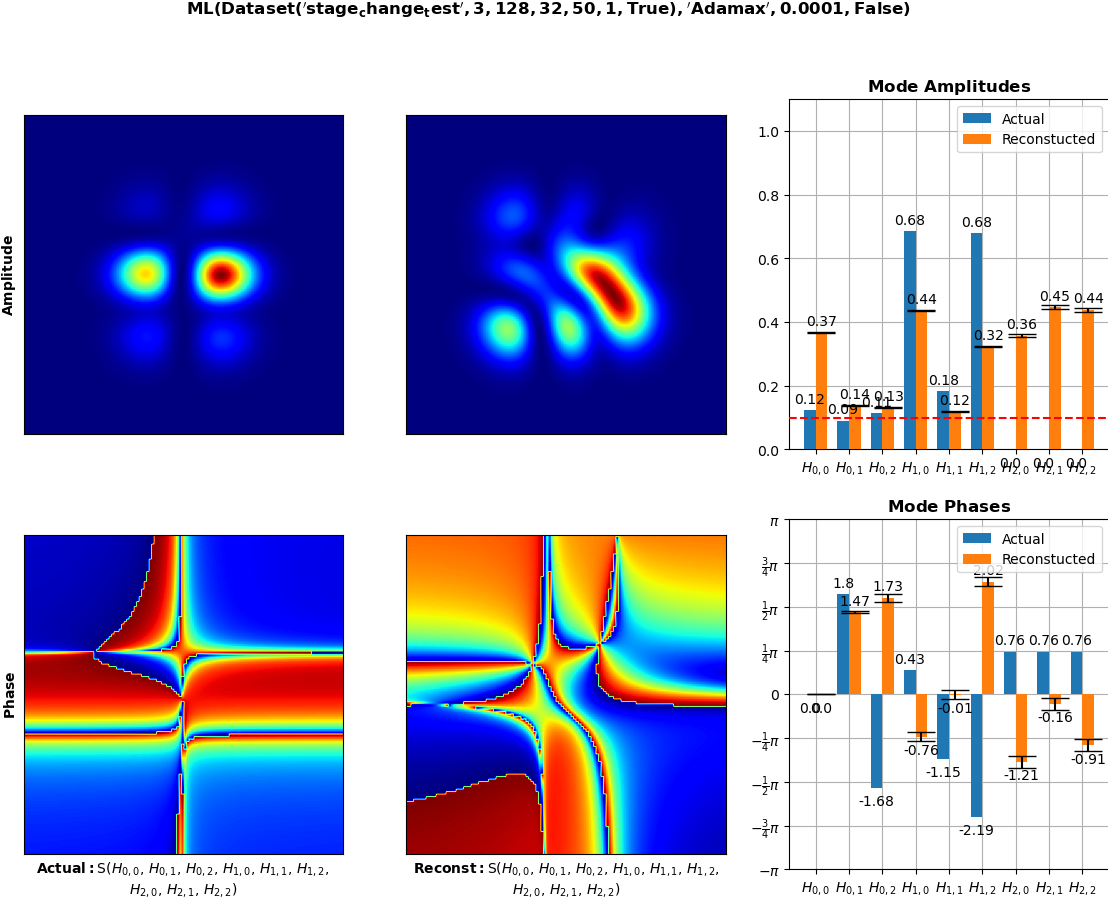 ML(Dataset('stage_change_test', 3, 128, 32, 50, 1, True), 'Adamax', 0.0001, False)
Amplitude
Mode Amplitudes
Actual
Reconstucted
1.0
0.8
0.6
0.4
0.2
0.0
0.12
0.37
0.09
0.14
0.11
0.13
0.68
0.44
0.18
0.12
0.68
0.32
0.0
0.36
0.0
0.45
0.0
0.44
H0,0 H0,1 H0,2 H1,0 H1,1 H1,2 H2,0 H2,1 H2,2
Phase
Mode Phases
Actual
Reconstucted
π
3/4π
1/2π
1/4π
0
−1/4π
−1/2π
−3/4π
−π
0.0
0.0
1.8
1.47
-1.68
1.73
0.43
-0.76
-1.15
-0.01
-2.19
2.02
0.76
-1.21
0.76
-0.16
0.76
-0.91
H0,0 H0,1 H0,2 H1,0 H1,1 H1,2 H2,0 H2,1 H2,2
Actual: S(H0,0, H0,1, H0,2, H1,0, H1,1, H1,2,
H2,0, H2,1, H2,2)
Reconst: S(H0,0, H0,1, H0,2, H1,0, H1,1, H1,2,
H2,0, H2,1, H2,2)